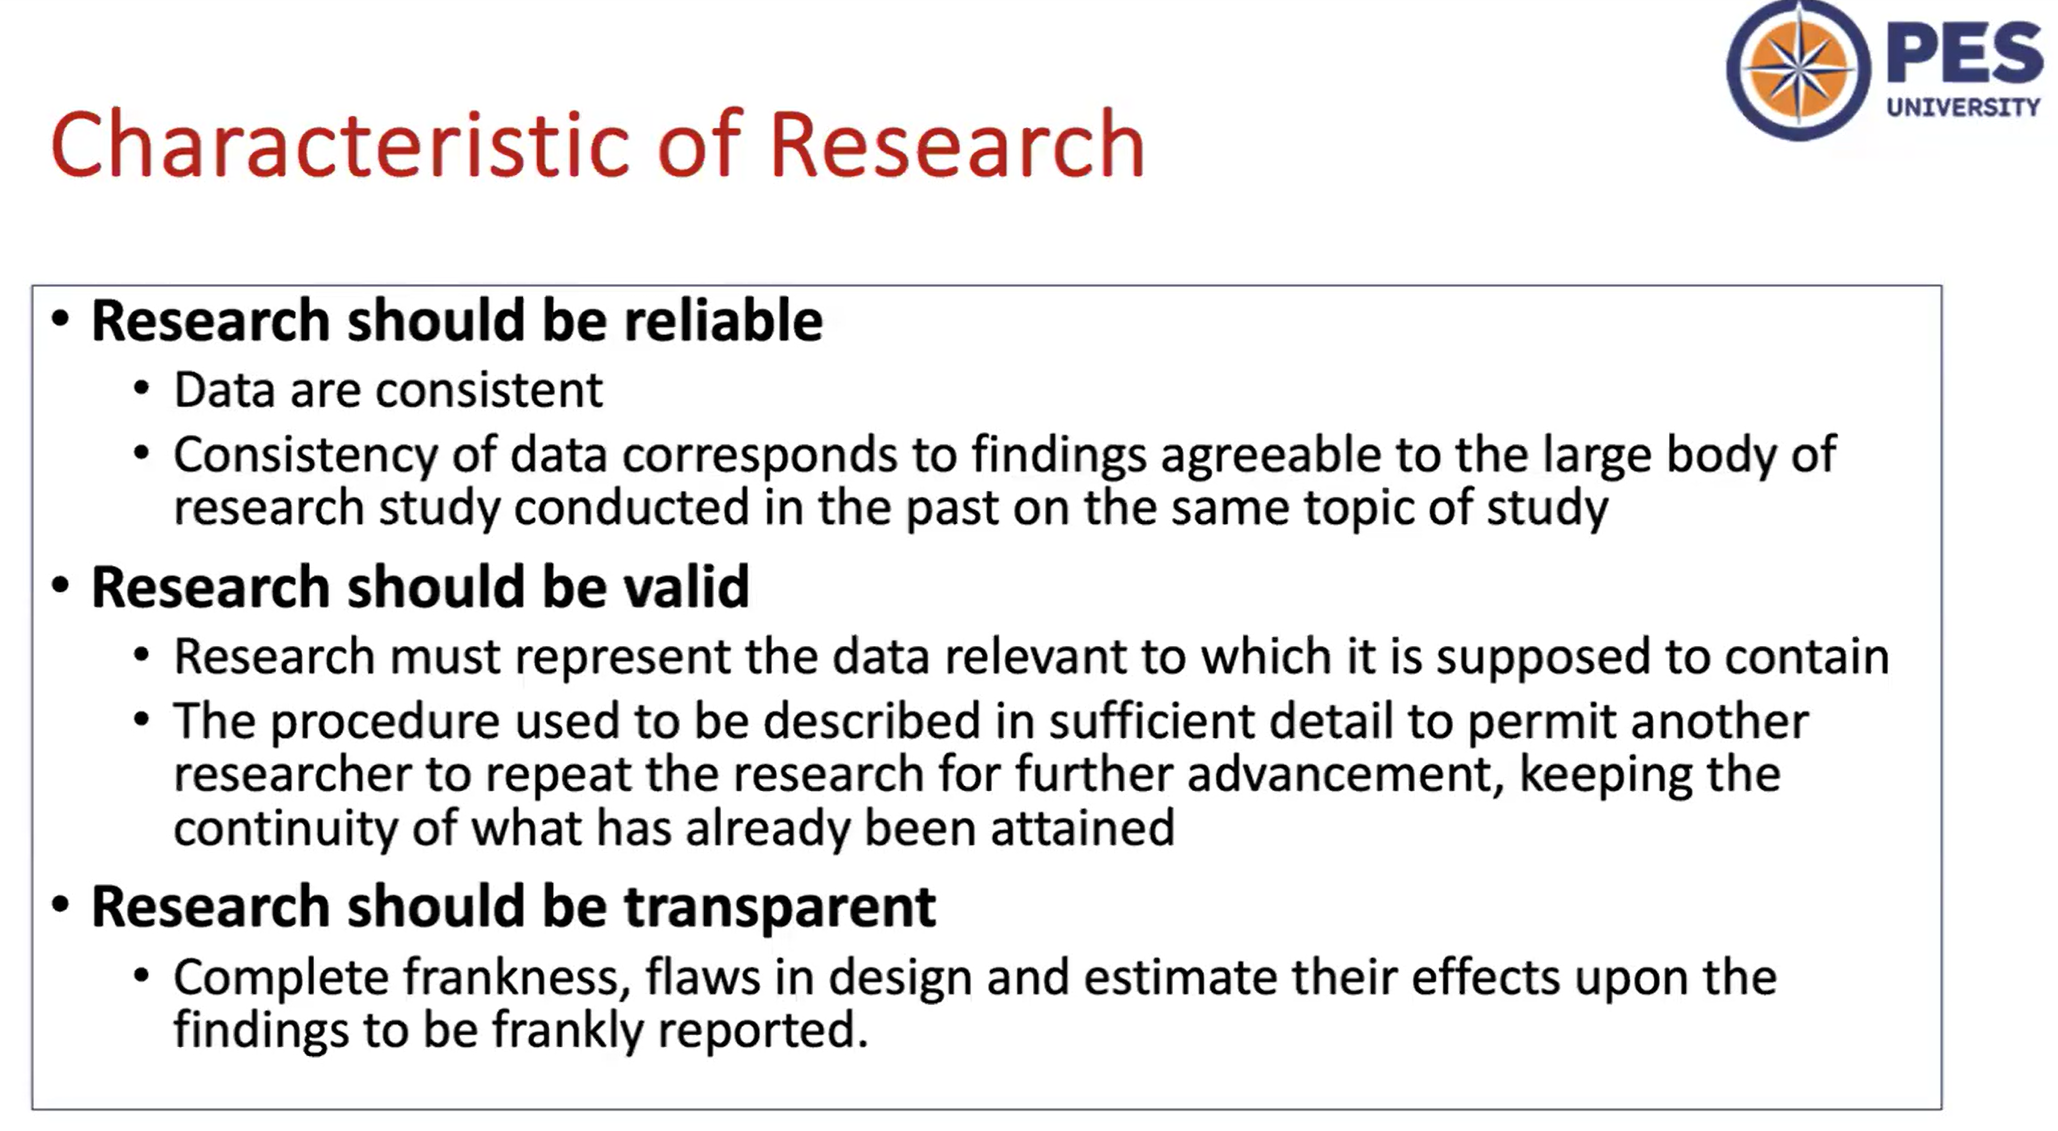 PES
UNIVERSITY
Characteristic of Research
• Research should be reliable
• Data are consistent
• Consistency of data corresponds to findings agreeable to the large body of
research study conducted in the past on the same topic of study
• Research should be valid
• Research must represent the data relevant to which it is supposed to contain
• The procedure used to be described in sufficient detail to permit another
researcher to repeat the research for further advancement, keeping the
continuity of what has already been attained
• Research should be transparent
• Complete frankness, flaws in design and estimate their effects upon the
findings to be frankly reported.